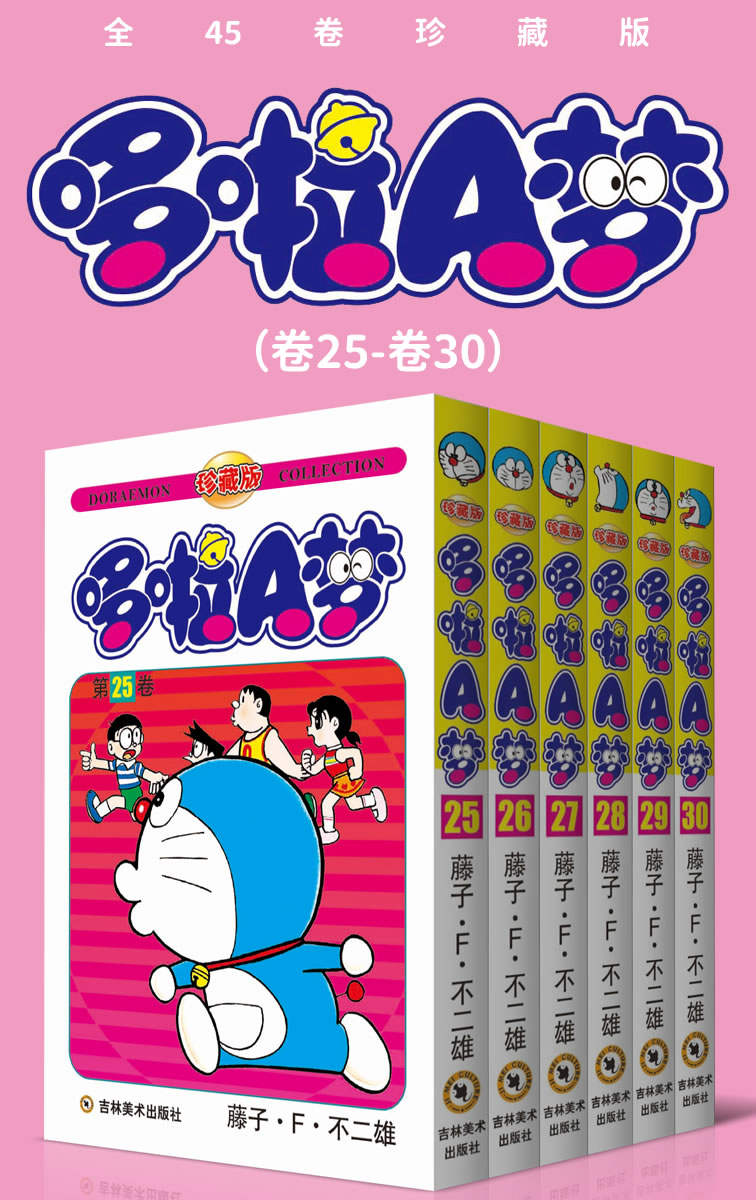 全45卷珍藏版
哆啦A梦
（卷25-卷30）
DORAEMON 珍藏版 COLLECTION
哆啦A梦
第25卷
吉林美术出版社 藤子・F・不二雄
珍藏版
哆啦A梦
25
藤子・F・不二雄
吉林美术
出版社
珍藏版
哆啦A梦
26
藤子・F・不二雄
吉林美术
出版社
珍藏版
哆啦A梦
27
藤子・F・不二雄
吉林美术
出版社
珍藏版
哆啦A梦
28
藤子・F・不二雄
吉林美术
出版社
珍藏版
哆啦A梦
29
藤子・F・不二雄
吉林美术
出版社
珍藏版
哆啦A梦
30
藤子・F・不二雄
吉林美术
出版社